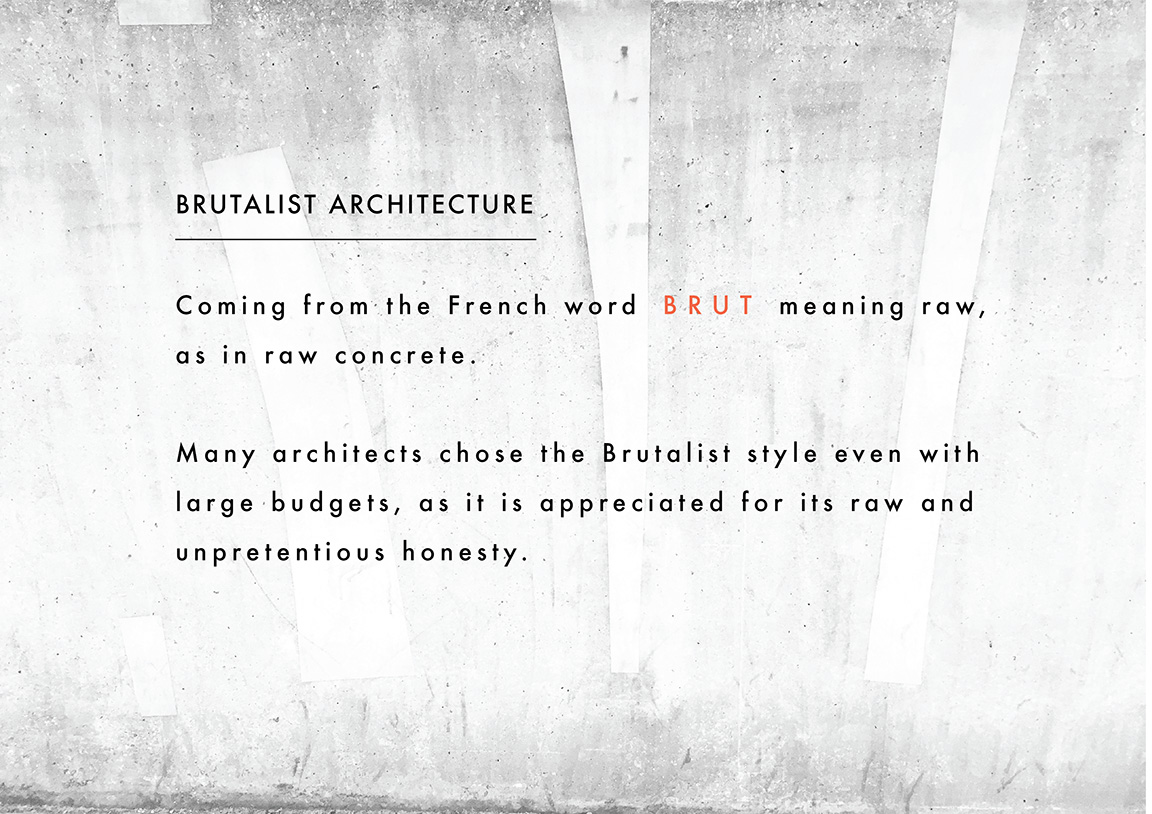 BRUTALIST ARCHITECTURE
Coming from the French word BRUT meaning raw,
as in raw concrete.
Many architects chose the Brutalist style even with
large budgets, as it is appreciated for its raw and
unpretentious honesty.